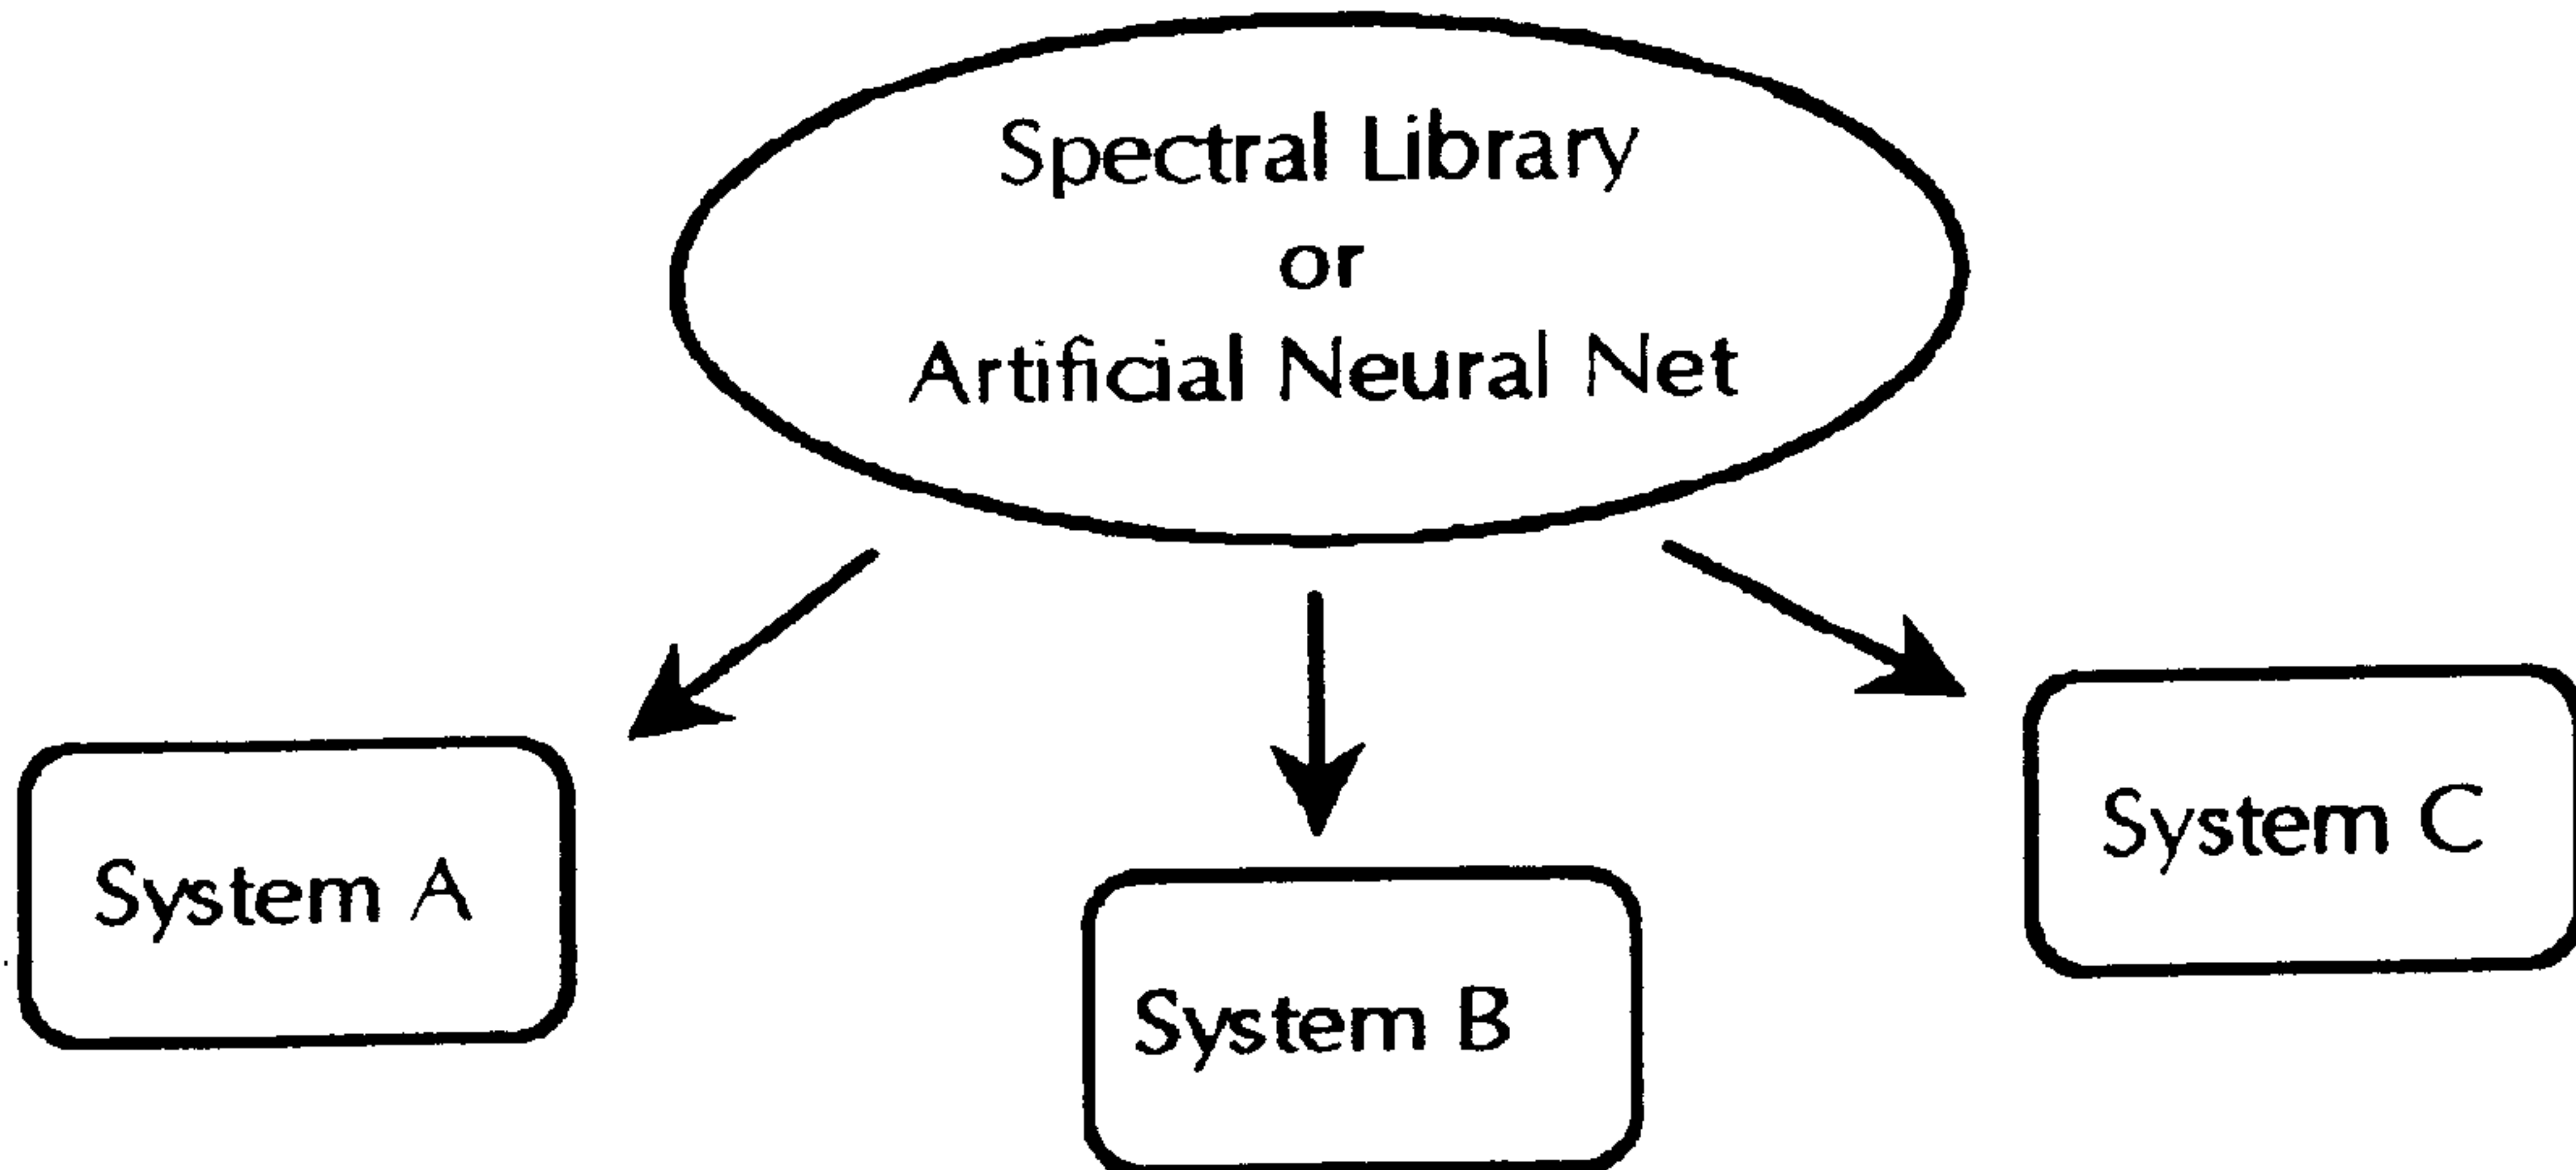 Spectral Library
or
Artificial Neural Net
System A
System B
System C